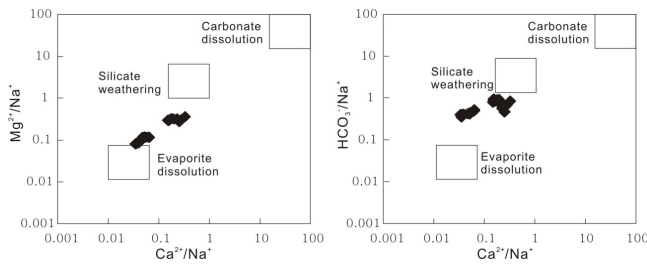 100
10
1
0.1
0.01
0.001
Mg²⁺/Na⁺
Carbonate
dissolution
Silicate
weathering
Evaporite
dissolution
0.001 0.01 0.1 1 10 100
Ca²⁺/Na⁺
100
10
1
0.1
0.01
0.001
HCO₃⁻/Na⁺
Carbonate
dissolution
Silicate
weathering
Evaporite
dissolution
0.001 0.01 0.1 1 10 100
Ca²⁺/Na⁺